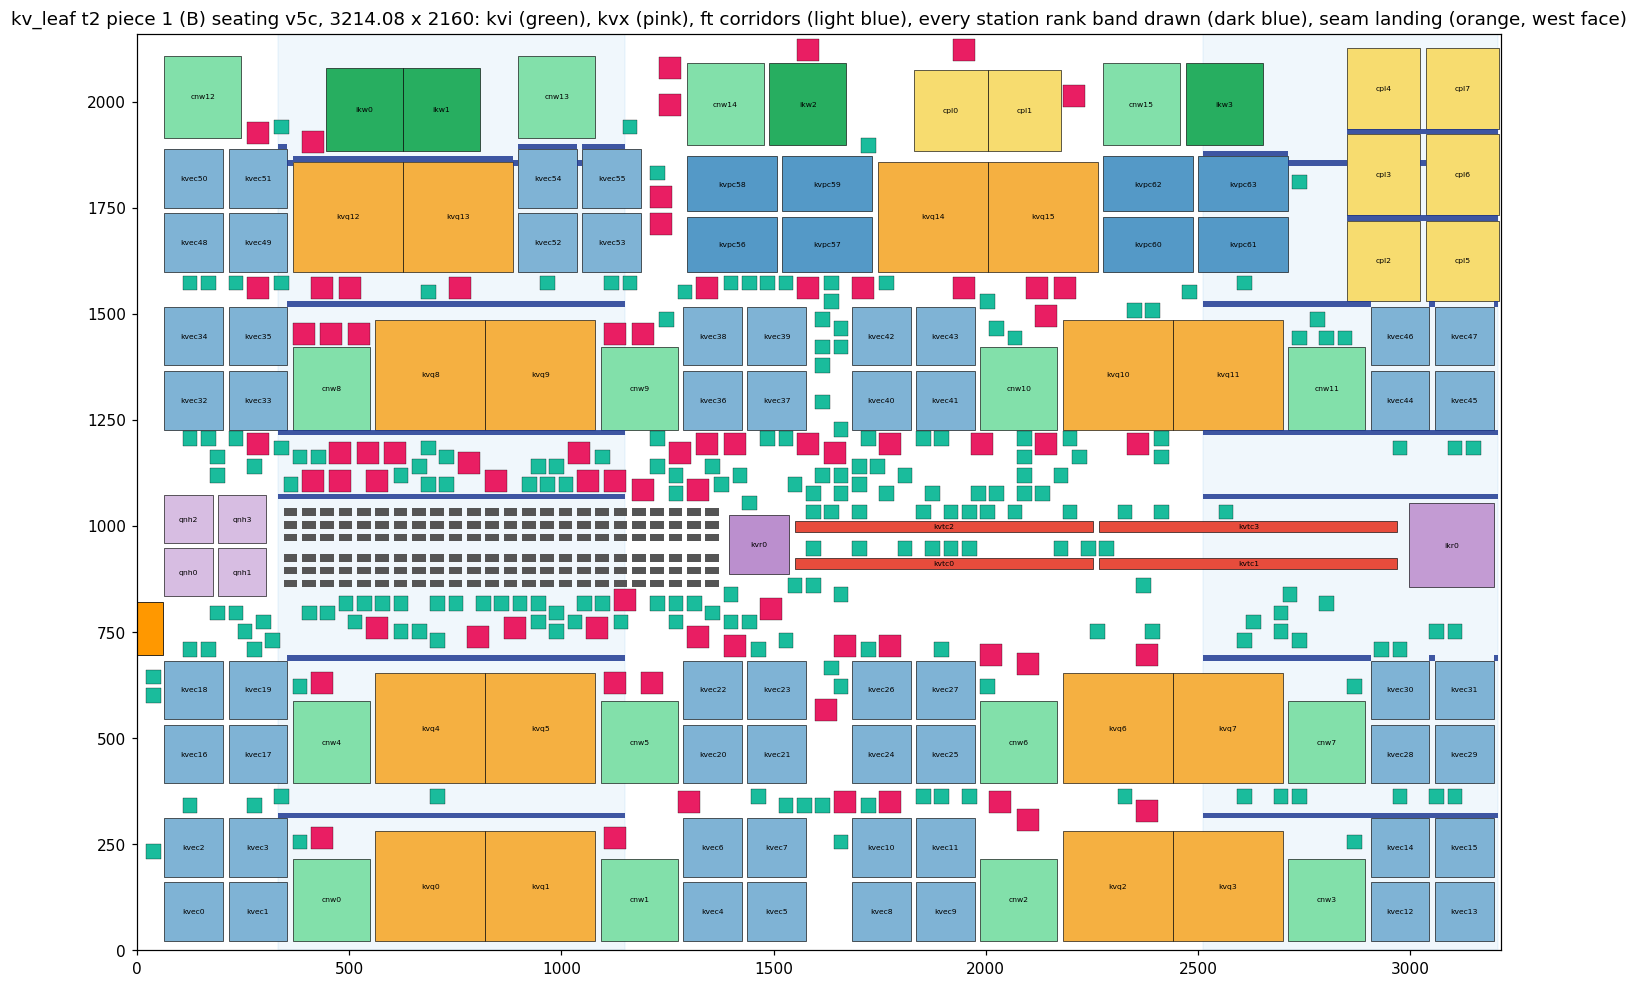 kv_leaf t2 piece 1 (B) seating v5c, 3214.08 x 2160: kvi (green), kvx (pink), ft corridors (light blue), every station rank band drawn (dark blue), seam landing (orange, west face)
cpl4 cpl7
cnw12 lkw0 lkw1 cnw13 cnw14 lkw2 cpl0 cpl1 cnw15 lkw3
2000
cpl3 cpl6
kvec50 kvec51 kvec54 kvec55 kvpc58 kvpc59 kvpc62 kvpc63
1750
kvq12 kvq13 kvq14 kvq15
kvec48 kvec49 kvec52 kvec53 kvpc56 kvpc57 kvpc60 kvpc61
cpl2 cpl5
1500
kvec34 kvec35 kvec38 kvec39 kvec42 kvec43 kvec46 kvec47
kvq8 kvq9 kvq10 kvq11
cnw8 cnw9 cnw10 cnw11
kvec32 kvec33 kvec36 kvec37 kvec40 kvec41 kvec44 kvec45
1250
qnh2 qnh3
1000
kvtc2 kvtc3
kvr0 lkr0
qnh0 qnh1
kvtc0 kvtc1
750
kvec18 kvec19 kvec22 kvec23 kvec26 kvec27 kvec30 kvec31
kvq4 kvq5 kvq6 kvq7
cnw4 cnw5 cnw6 cnw7
kvec16 kvec17 kvec20 kvec21 kvec24 kvec25 kvec28 kvec29
500
250
kvec2 kvec3 kvec6 kvec7 kvec10 kvec11 kvec14 kvec15
kvq0 kvq1 kvq2 kvq3
cnw0 cnw1 cnw2 cnw3
kvec0 kvec1 kvec4 kvec5 kvec8 kvec9 kvec12 kvec13
0
0 500 1000 1500 2000 2500 3000